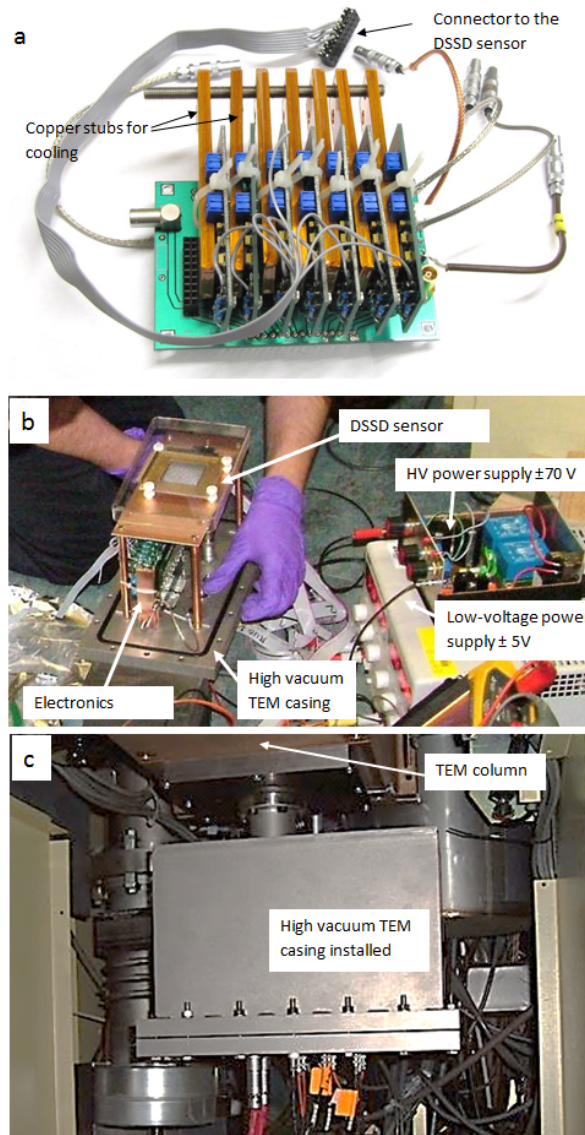 a
Connector to the
DSSD sensor
Copper stubs for
cooling
b
DSSD sensor
HV power supply ±70 V
Low-voltage power
supply ± 5V
High vacuum
TEM casing
Electronics
c
TEM column
High vacuum TEM
casing installed